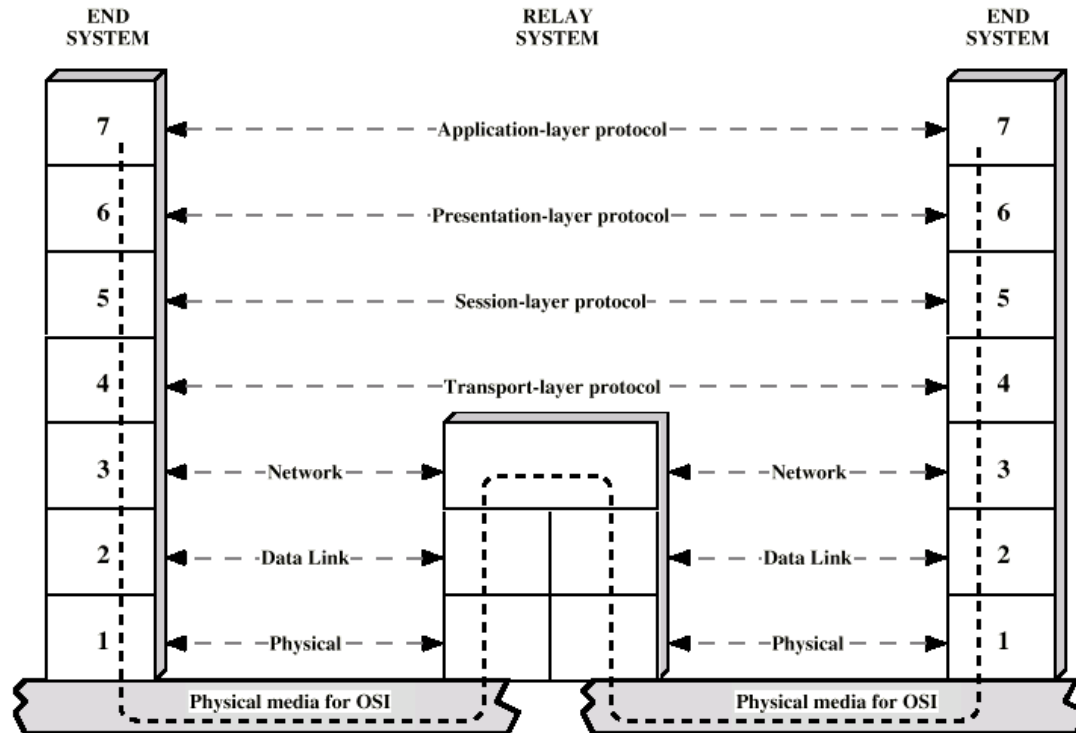 END
SYSTEM
RELAY
SYSTEM
END
SYSTEM
7
Application-layer protocol
7
6
Presentation-layer protocol
6
5
Session-layer protocol
5
4
Transport-layer protocol
4
3
Network
Network
3
2
Data Link
Data Link
2
1
Physical
Physical
1
Physical media for OSI
Physical media for OSI